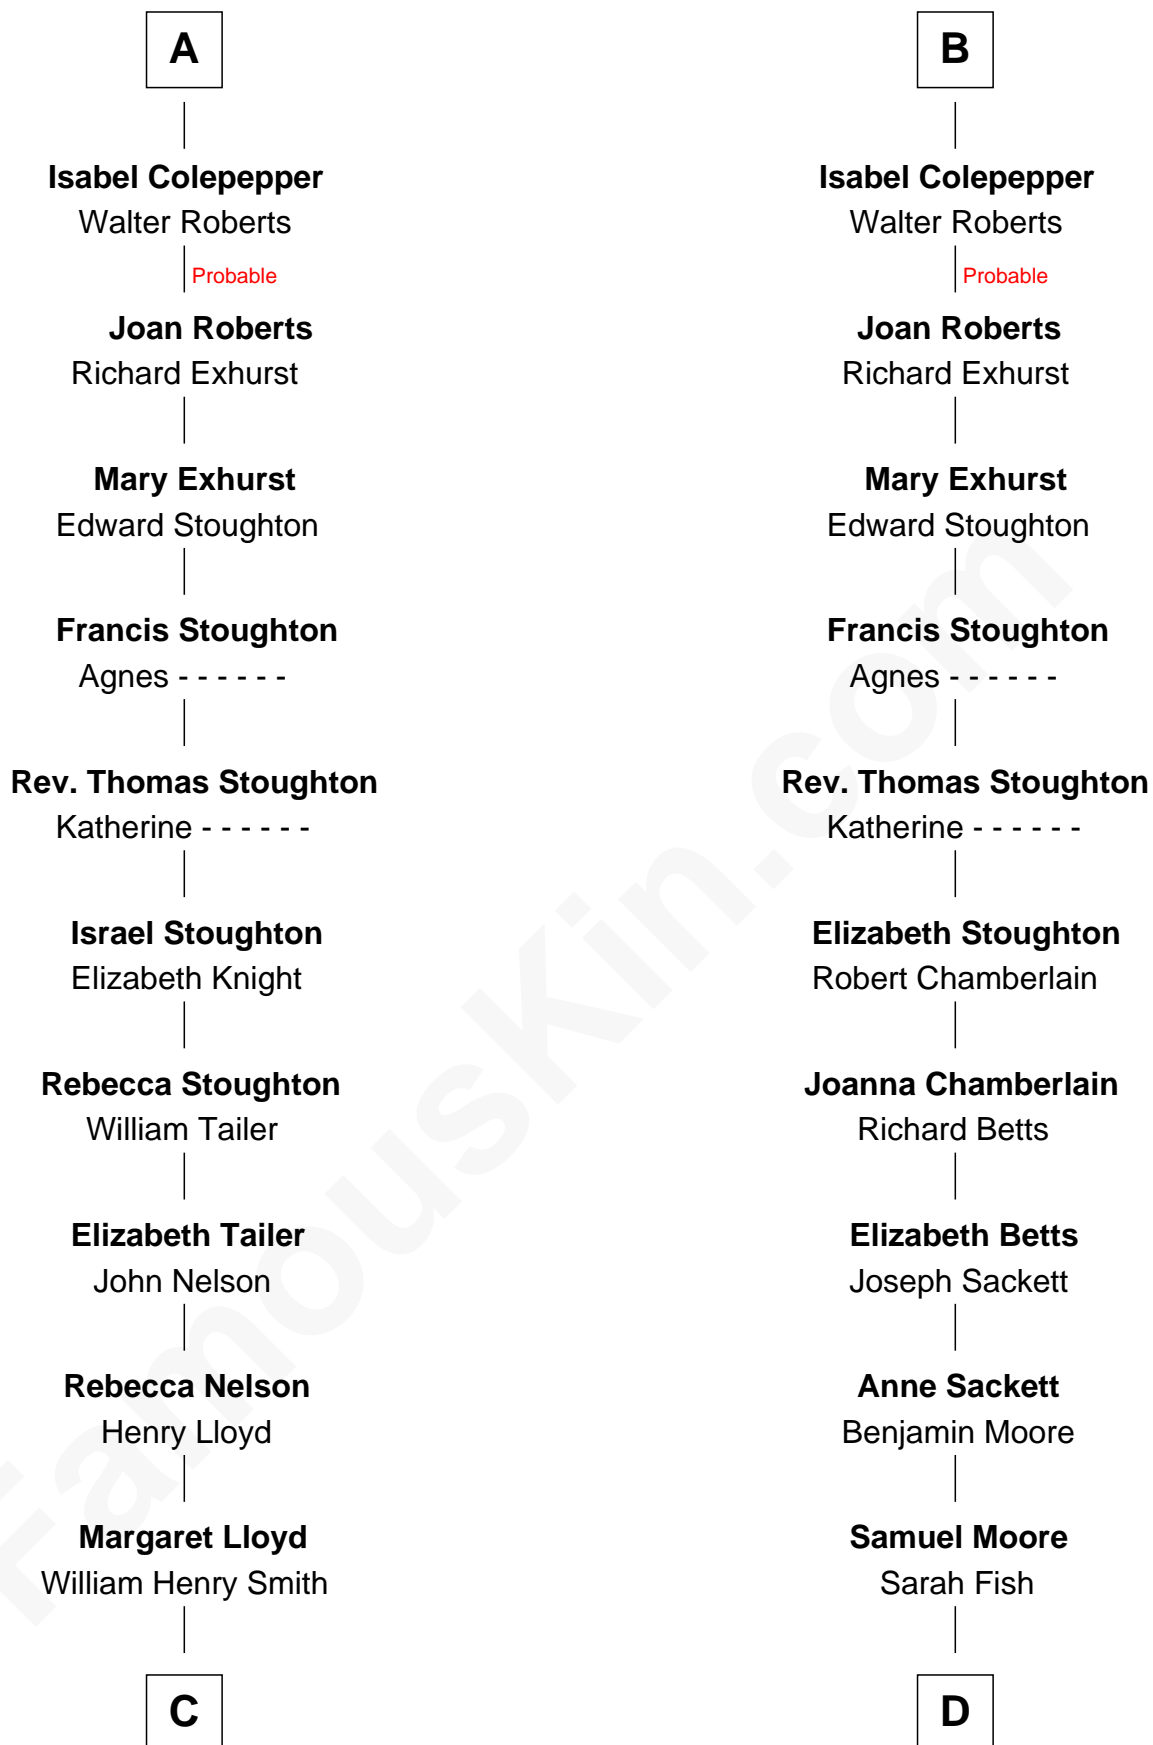 A
Isabel Colepepper
Walter Roberts
Probable
Joan Roberts
Richard Exhurst
Mary Exhurst
Edward Stoughton
Francis Stoughton
Agnes - - - - - -
Rev. Thomas Stoughton
Katherine - - - - - -
Israel Stoughton
Elizabeth Knight
Rebecca Stoughton
William Tailer
Elizabeth Tailer
John Nelson
Rebecca Nelson
Henry Lloyd
Margaret Lloyd
William Henry Smith
C
B
Isabel Colepepper
Walter Roberts
Probable
Joan Roberts
Richard Exhurst
Mary Exhurst
Edward Stoughton
Francis Stoughton
Agnes - - - - - -
Rev. Thomas Stoughton
Katherine - - - - - -
Elizabeth Stoughton
Robert Chamberlain
Joanna Chamberlain
Richard Betts
Elizabeth Betts
Joseph Sackett
Anne Sackett
Benjamin Moore
Samuel Moore
Sarah Fish
D
FamousKin.com